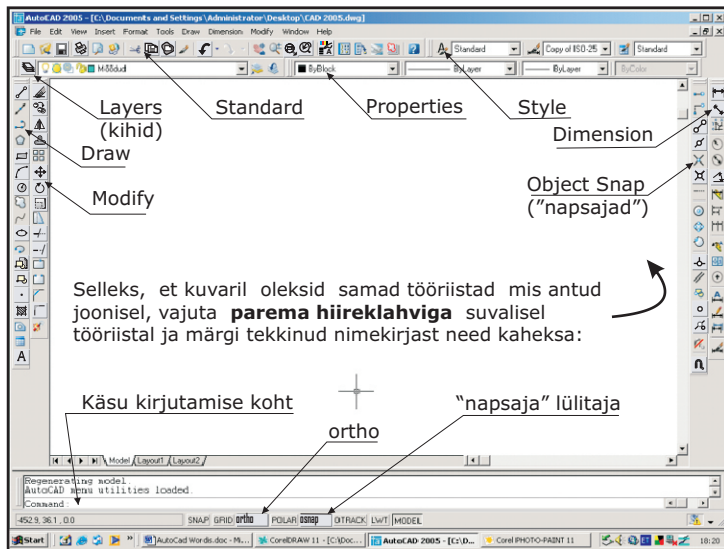 AutoCAD 2005 - [C:\Documents and Settings\Administrator\Desktop\CAD 2005.dwg]
File Edit View Insert Format Tools Draw Dimension Modify Window Help
Standard Copy of ISO-25 Standard
Mõõdud ByBlock ByLayer ByLayer ByColor
Layers
(kihid)
Standard
Properties
Style
Dimension
Draw
Modify
Object Snap
("napsajad")
Selleks, et kuvaril oleksid samad tööriistad mis antud
joonisel, vajuta parema hiireklahviga suvalisel
tööriistal ja märgi tekkinud nimekirjast need kaheksa:
Käsu kirjutamise koht
"napsaja" lülitaja
ortho
Model Layout1 Layout2
Regenerating model.
AutoCAD menu utilities loaded.
Command:
-452.9, 36.1 , 0.0 SNAP GRID ortho POLAR osnap OTRACK LWT MODEL
Start AutoCad Wordis.doc - Mi... CorelDRAW 11 - [C:\Doc... AutoCAD 2005 - [C:\D... Corel PHOTO-PAINT 11 18:20